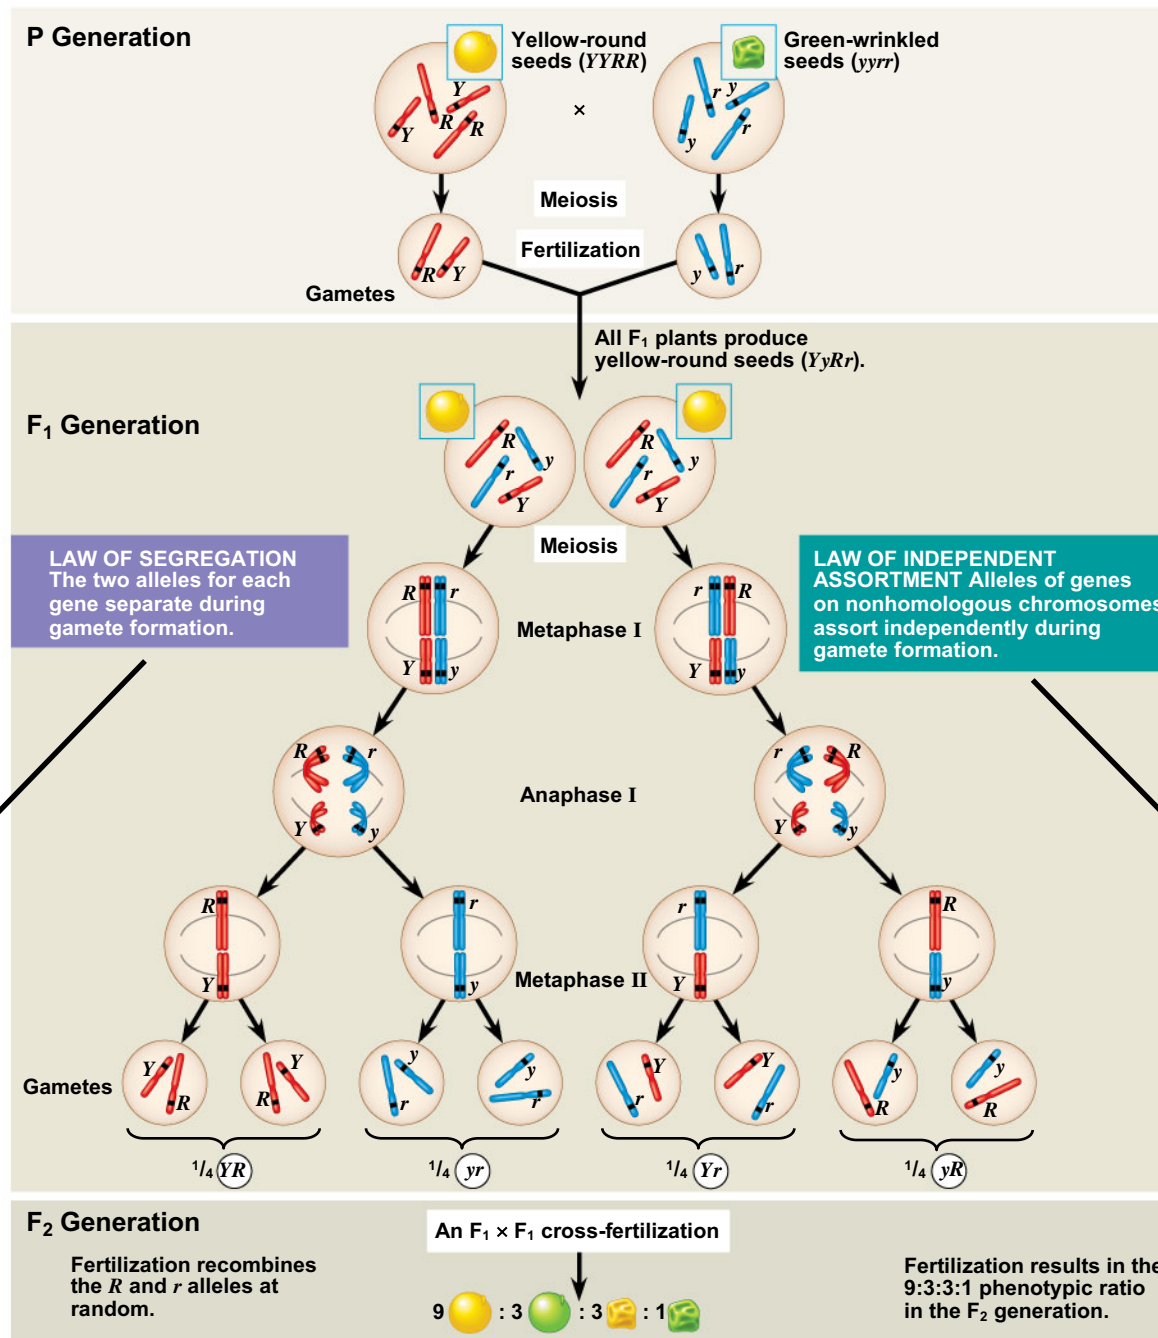 P Generation
Yellow-round
seeds (YYRR)
Green-wrinkled
seeds (yyrr)
Y
Y
R
R
×
r
y
y
r
Meiosis
Fertilization
R
Y
y
r
Gametes
All F₁ plants produce
yellow-round seeds (YyRr).
F₁ Generation
R
y
r
Y
R
y
r
Y
Meiosis
LAW OF SEGREGATION
The two alleles for each
gene separate during
gamete formation.
LAW OF INDEPENDENT
ASSORTMENT Alleles of genes
on nonhomologous chromosomes
assort independently during
gamete formation.
R r
Y y
Metaphase I
r R
Y y
R r
Y y
Anaphase I
r R
Y y
R
Y
r
y
Metaphase II
r
Y
R
y
Gametes
Y
R
Y
R
y
r
y
r
Y
r
Y
r
y
R
y
R
1/4 YR
1/4 yr
1/4 Yr
1/4 yR
F₂ Generation
An F₁ × F₁ cross-fertilization
Fertilization recombines
the R and r alleles at
random.
9 : 3 : 3 : 1
Fertilization results in the
9:3:3:1 phenotypic ratio
in the F₂ generation.